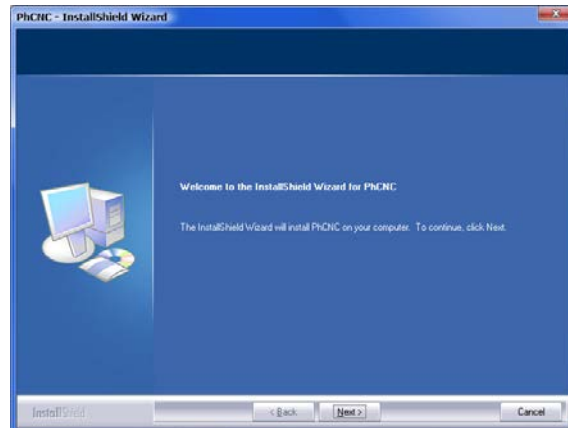 PhCNC - InstallShield Wizard
Welcome to the InstallShield Wizard for PhCNC
The InstallShield Wizard will install PhCNC on your computer. To continue, click Next.
InstallShield
< Back
Next >
Cancel